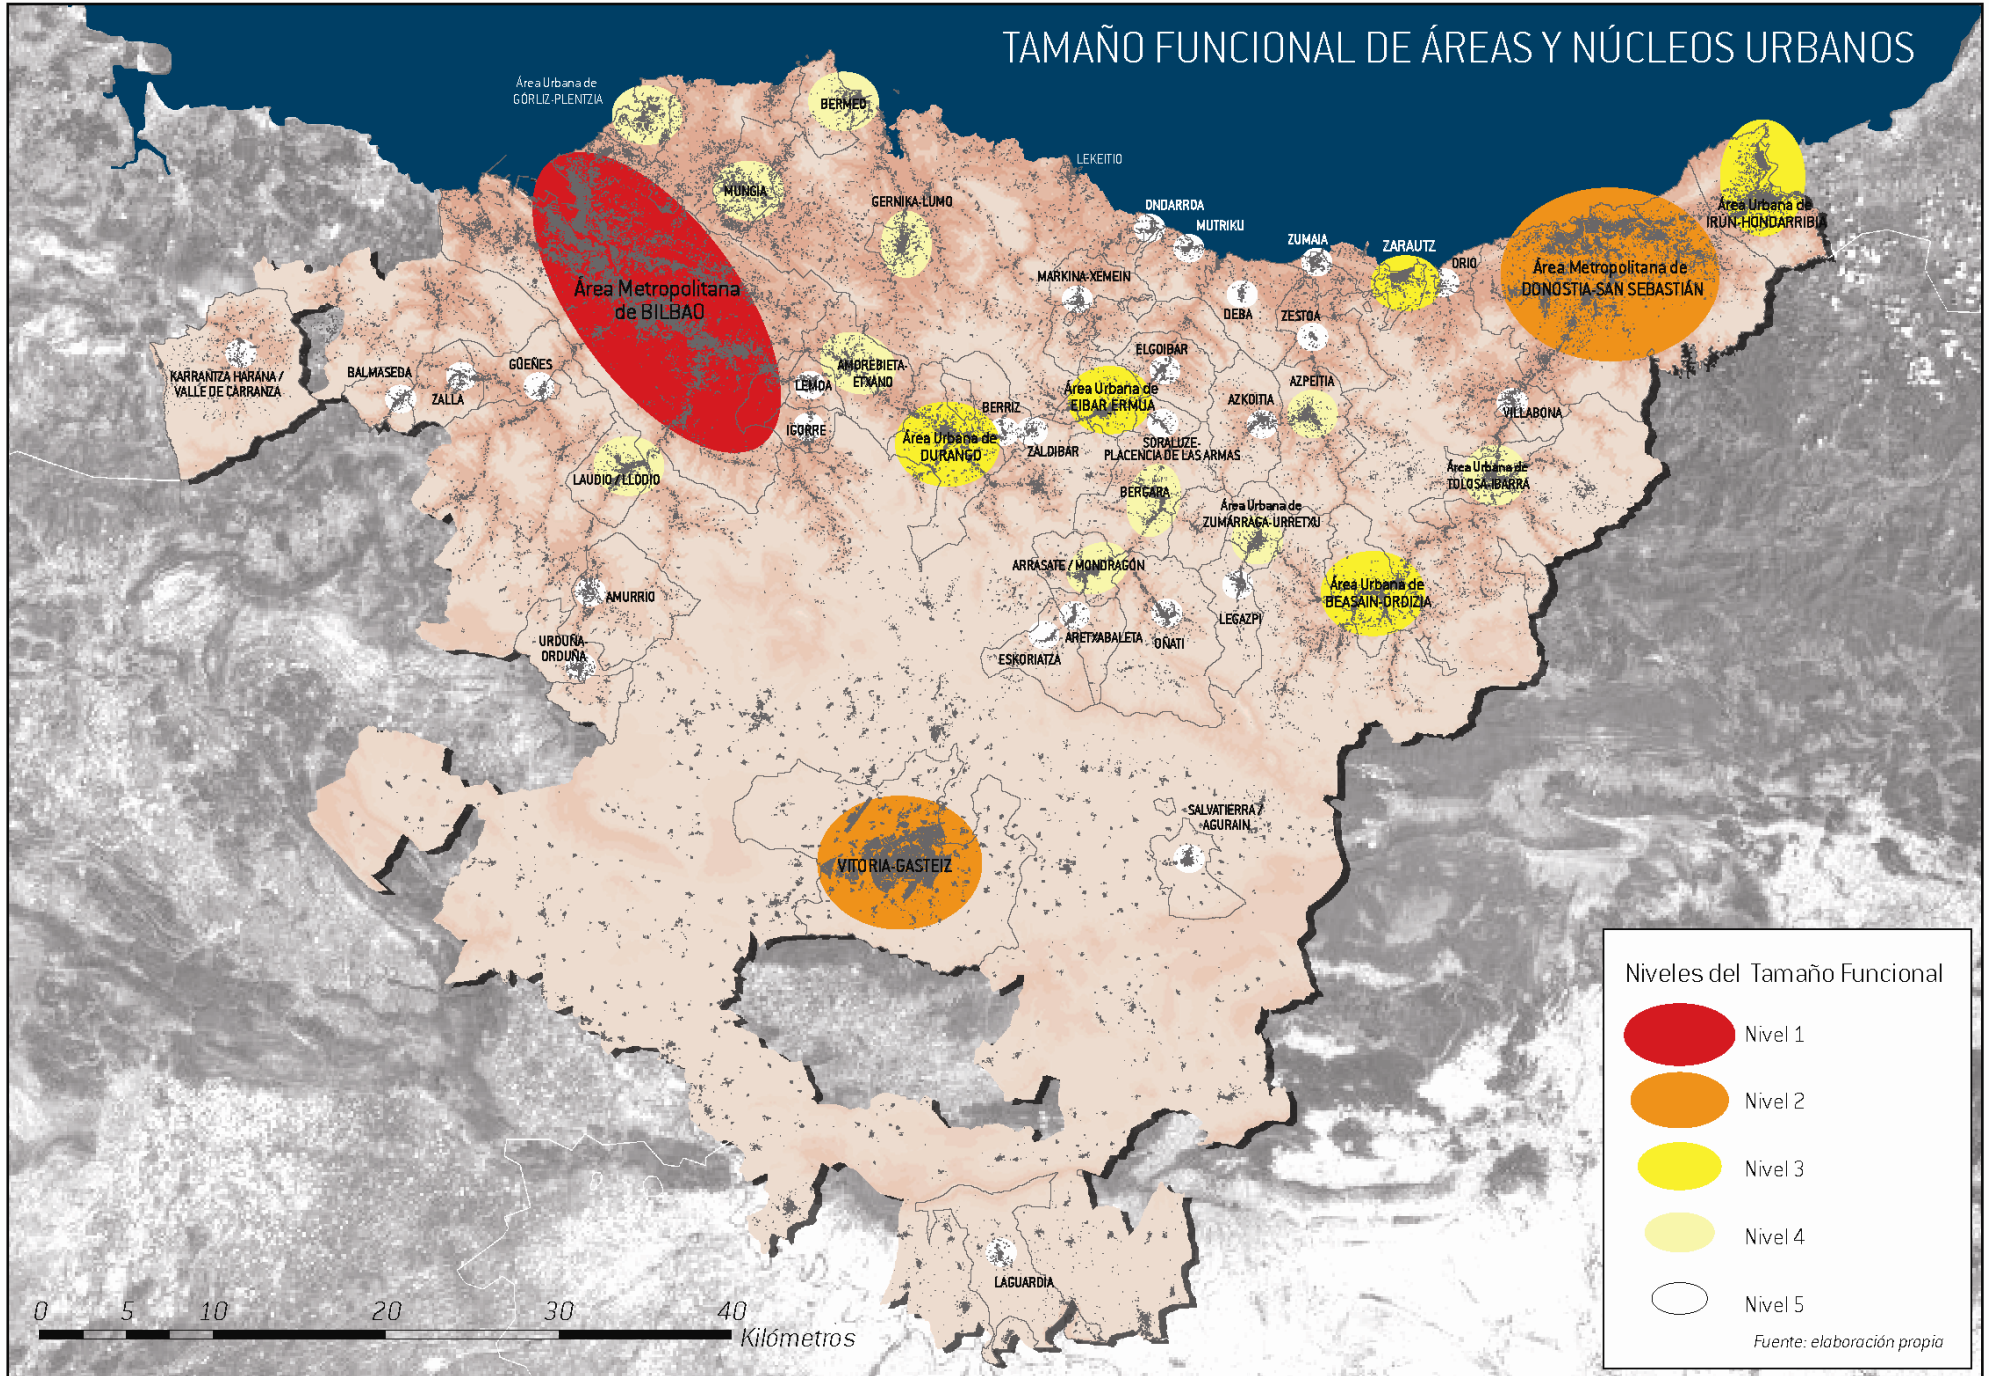 TAMAÑO FUNCIONAL DE ÁREAS Y NÚCLEOS URBANOS
Área Urbana de
GÓRLIZ-PLENTZIA
BERMEO
LEKEITIO
MUNGIA
GERNIKA-LUMO
ONDARROA
MUTRIKU
ZUMAIA
ZARAUTZ
ORIO
Área Urbana de
IRÚN-HONDARRIBIA
Área Metropolitana de
DONOSTIA-SAN SEBASTIÁN
Área Metropolitana
de BILBAO
MARKINA-XEMEIN
DEBA
ZESTOA
KARRANTZA HARANA /
VALLE DE CARRANZA
BALMASEDA
ZALLA
GÜEÑES
AMOREBIETA-
ETXANO
LEMOA
IGORRE
ELGOIBAR
Área Urbana de
EIBAR ERMUA
AZPEITIA
AZKOITIA
VILLABONA
BERRIZ
Área Urbana de
DURANGO
ZALDIBAR
SORALUZE-
PLACENCIA DE LAS ARMAS
LAUDIO / LLODIO
BERGARA
Área Urbana de
TOLOSA-IBARRA
Área Urbana de
ZUMÁRRAGA-URRETXU
ARRASATE / MONDRAGÓN
Área Urbana de
BEASAIN-ORDIZIA
AMURRIO
LEGAZPI
URDUÑA-
ORDUÑA
ARETXABALETA
OÑATI
ESKORIATZA
SALVATIERRA /
AGURAIN
VITORIA-GASTEIZ
LAGUARDIA
Niveles del Tamaño Funcional
Nivel 1
Nivel 2
Nivel 3
Nivel 4
Nivel 5
Fuente: elaboración propia
0 5 10 20 30 40
Kilómetros